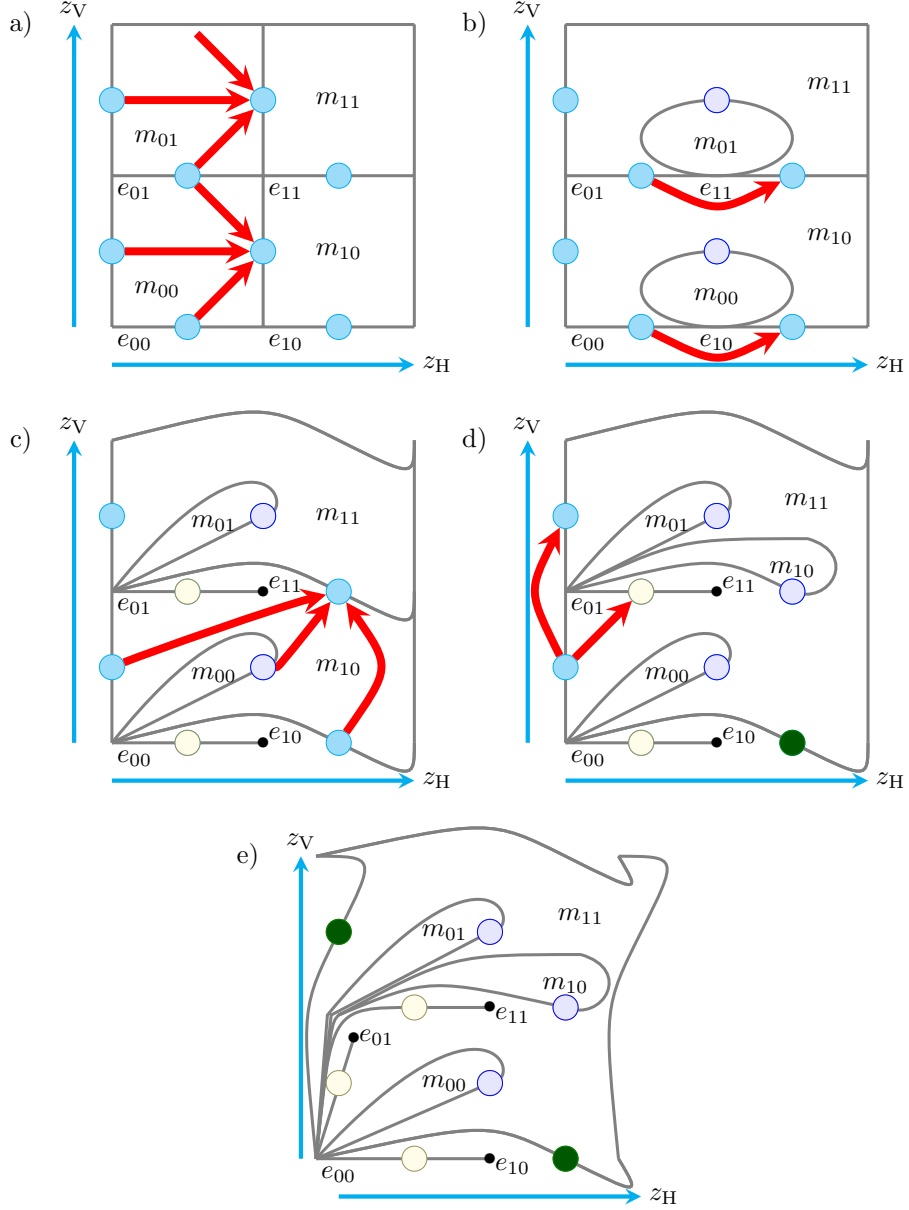 a) z_V
m_01 m_11
e_01 e_11
m_00 m_10
e_00 e_10
z_H
b) z_V
m_01 m_11
e_01 e_11
m_00 m_10
e_00 e_10
z_H
c) z_V
m_01 m_11
e_01 e_11
m_00 m_10
e_00 e_10
z_H
d) z_V
m_01 m_11
m_10
e_01 e_11
m_00
e_00 e_10
z_H
e) z_V
m_01 m_11
m_10
e_11
e_01
m_00
e_00 e_10
z_H